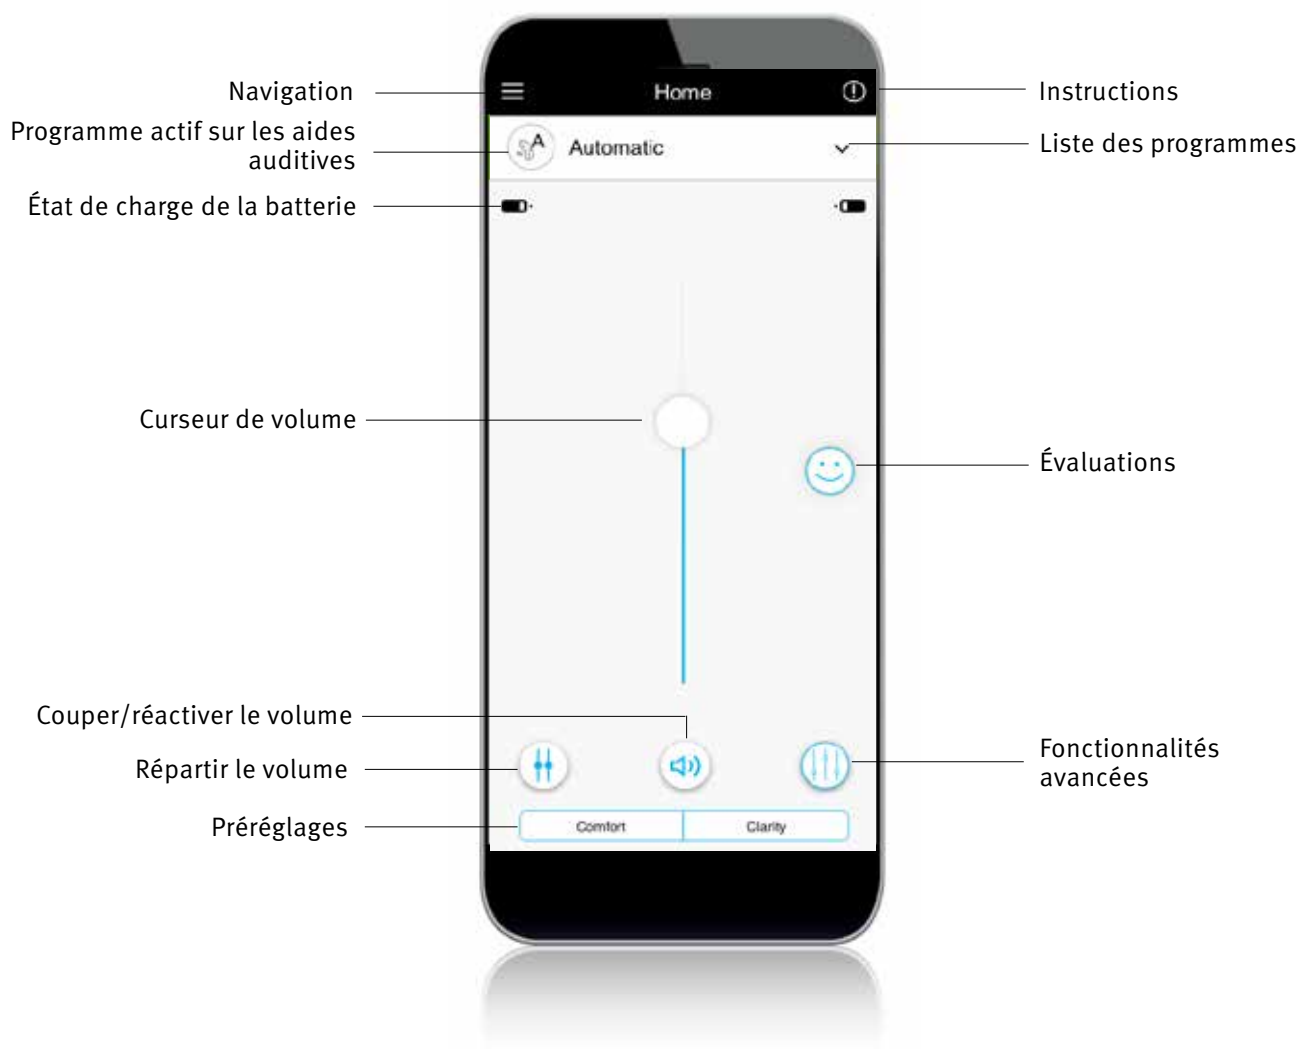 Navigation
Programme actif sur les aides
auditives
État de charge de la batterie
Curseur de volume
Couper/réactiver le volume
Répartir le volume
Préréglages
Home
A
Automatic
Comfort
Clarity
Instructions
Liste des programmes
Évaluations
Fonctionnalités
avancées